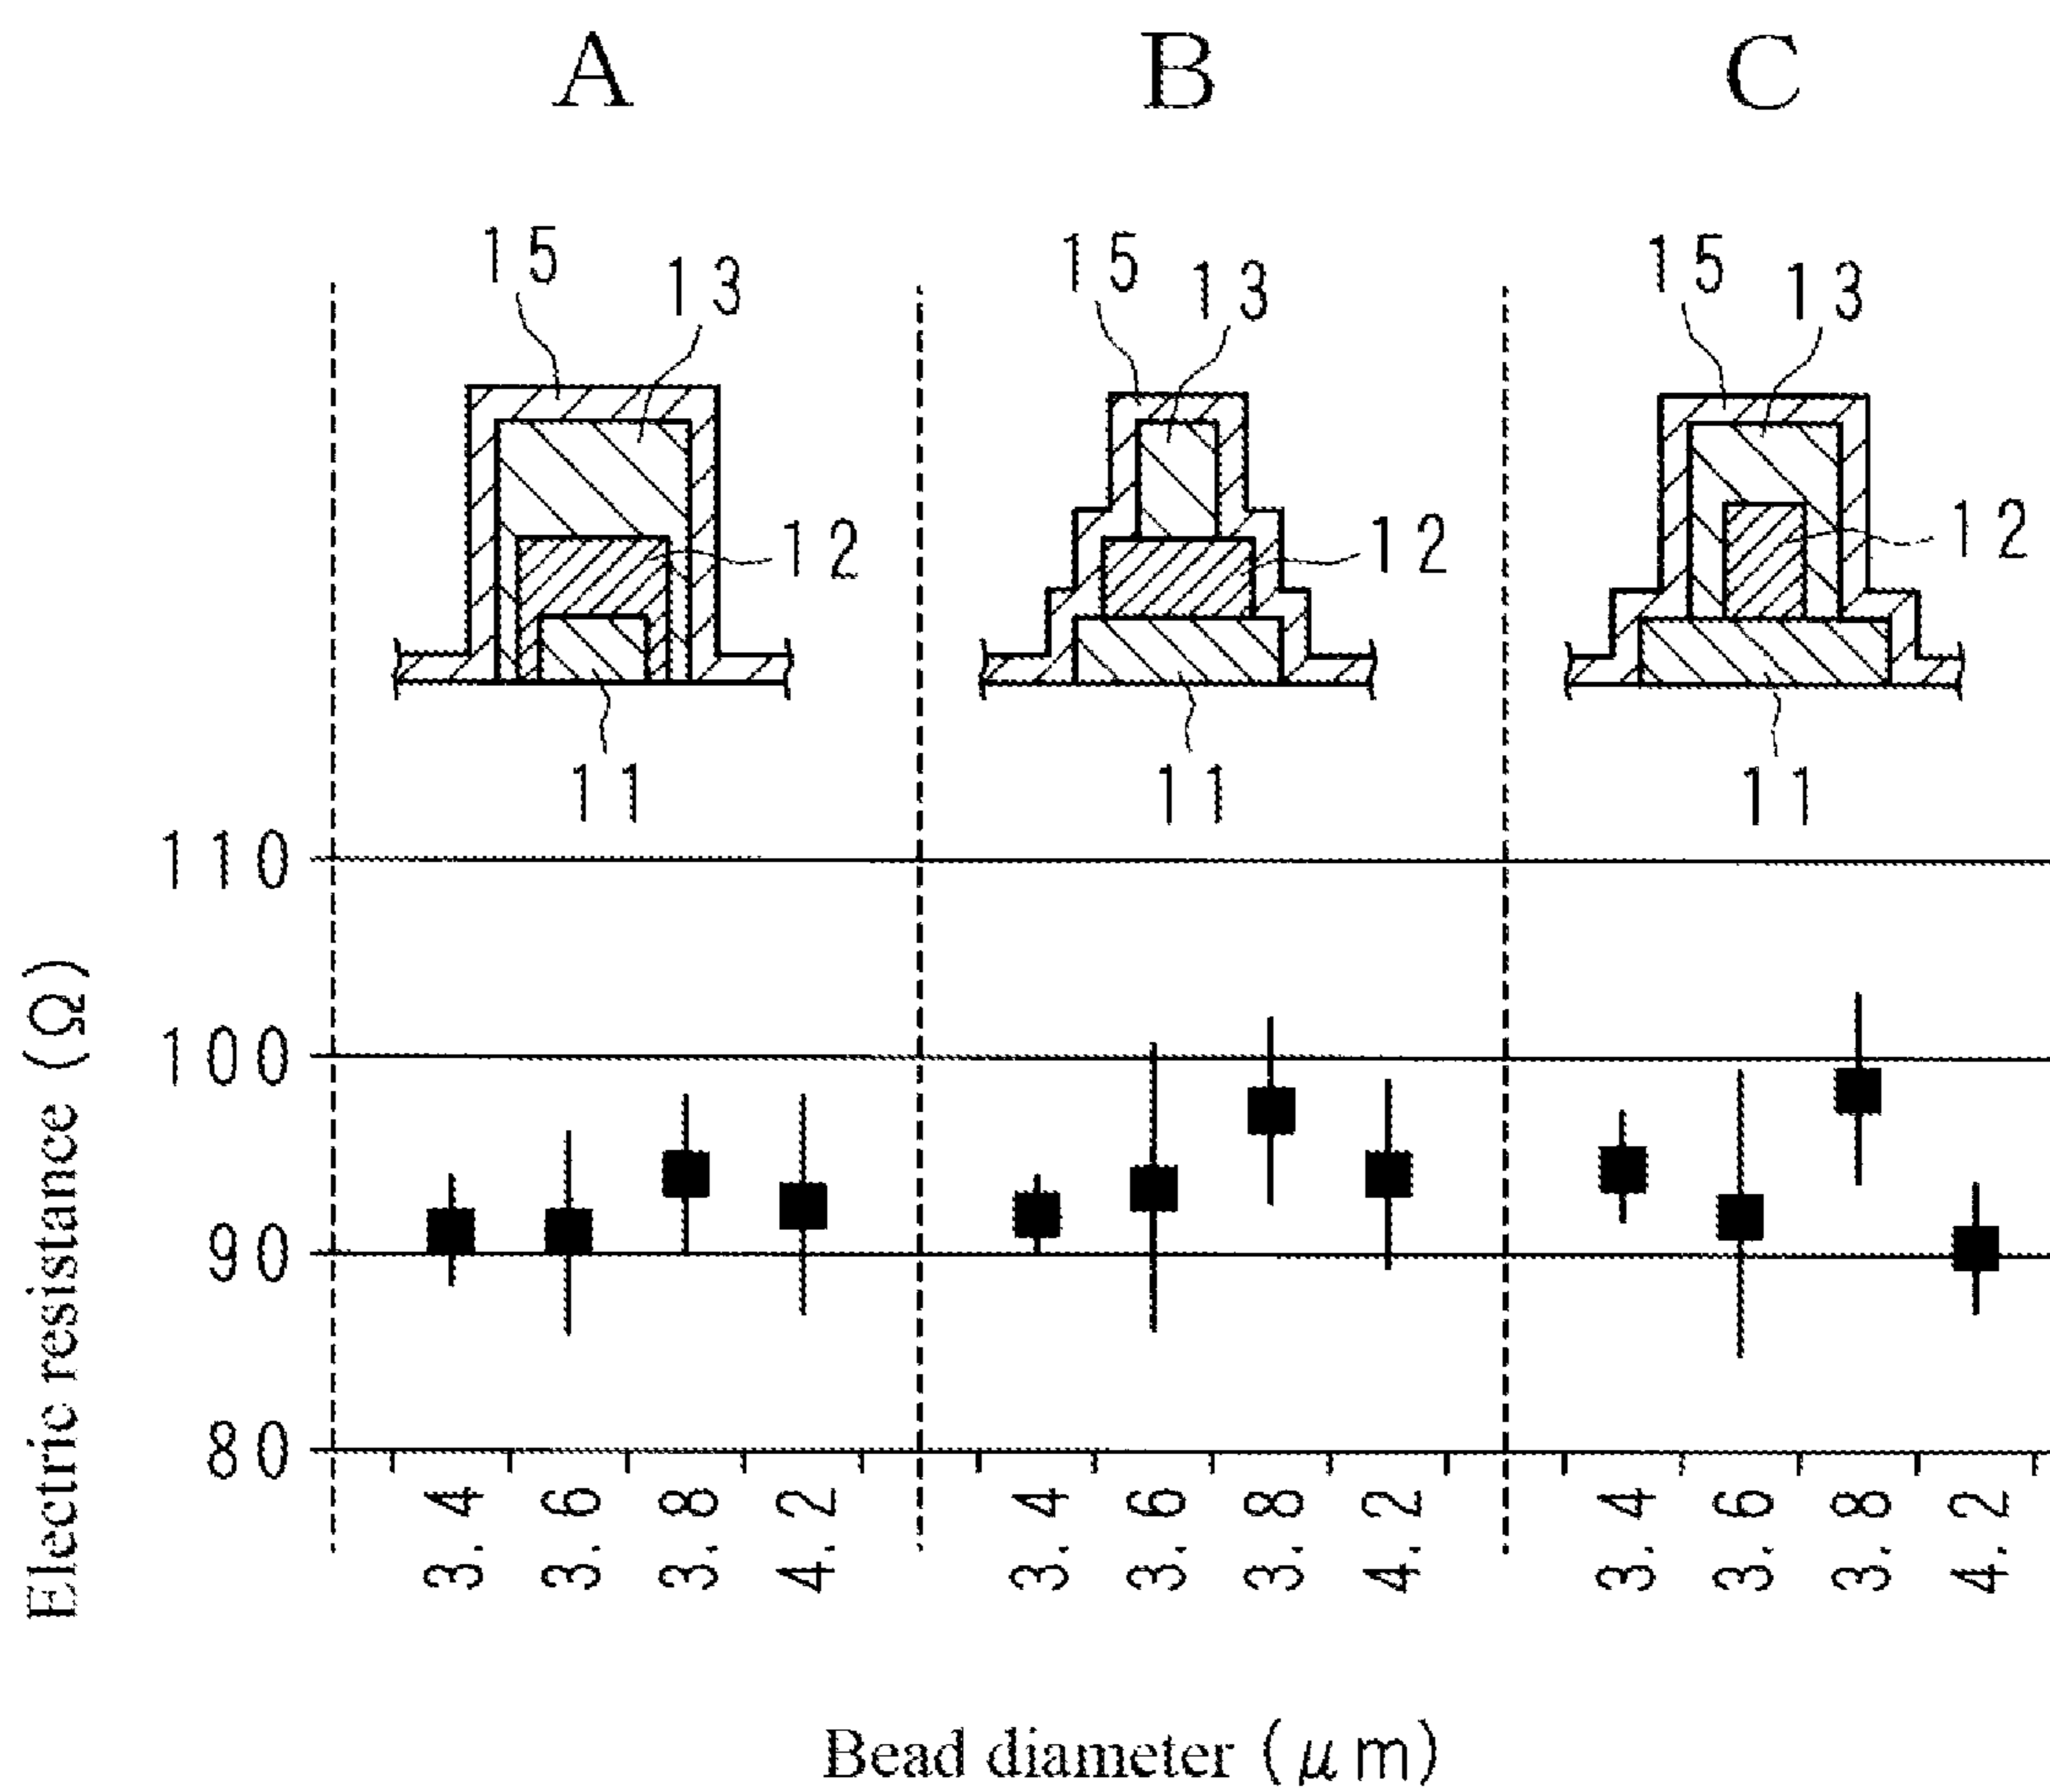 A B C
15 13 15 13 15 13
12 12 12
11 11 11
110
100
90
80
Electric resistance (Ω)
3.4 3.6 3.8 4.2 3.4 3.6 3.8 4.2 3.4 3.6 3.8 4.2
Bead diameter (μm)